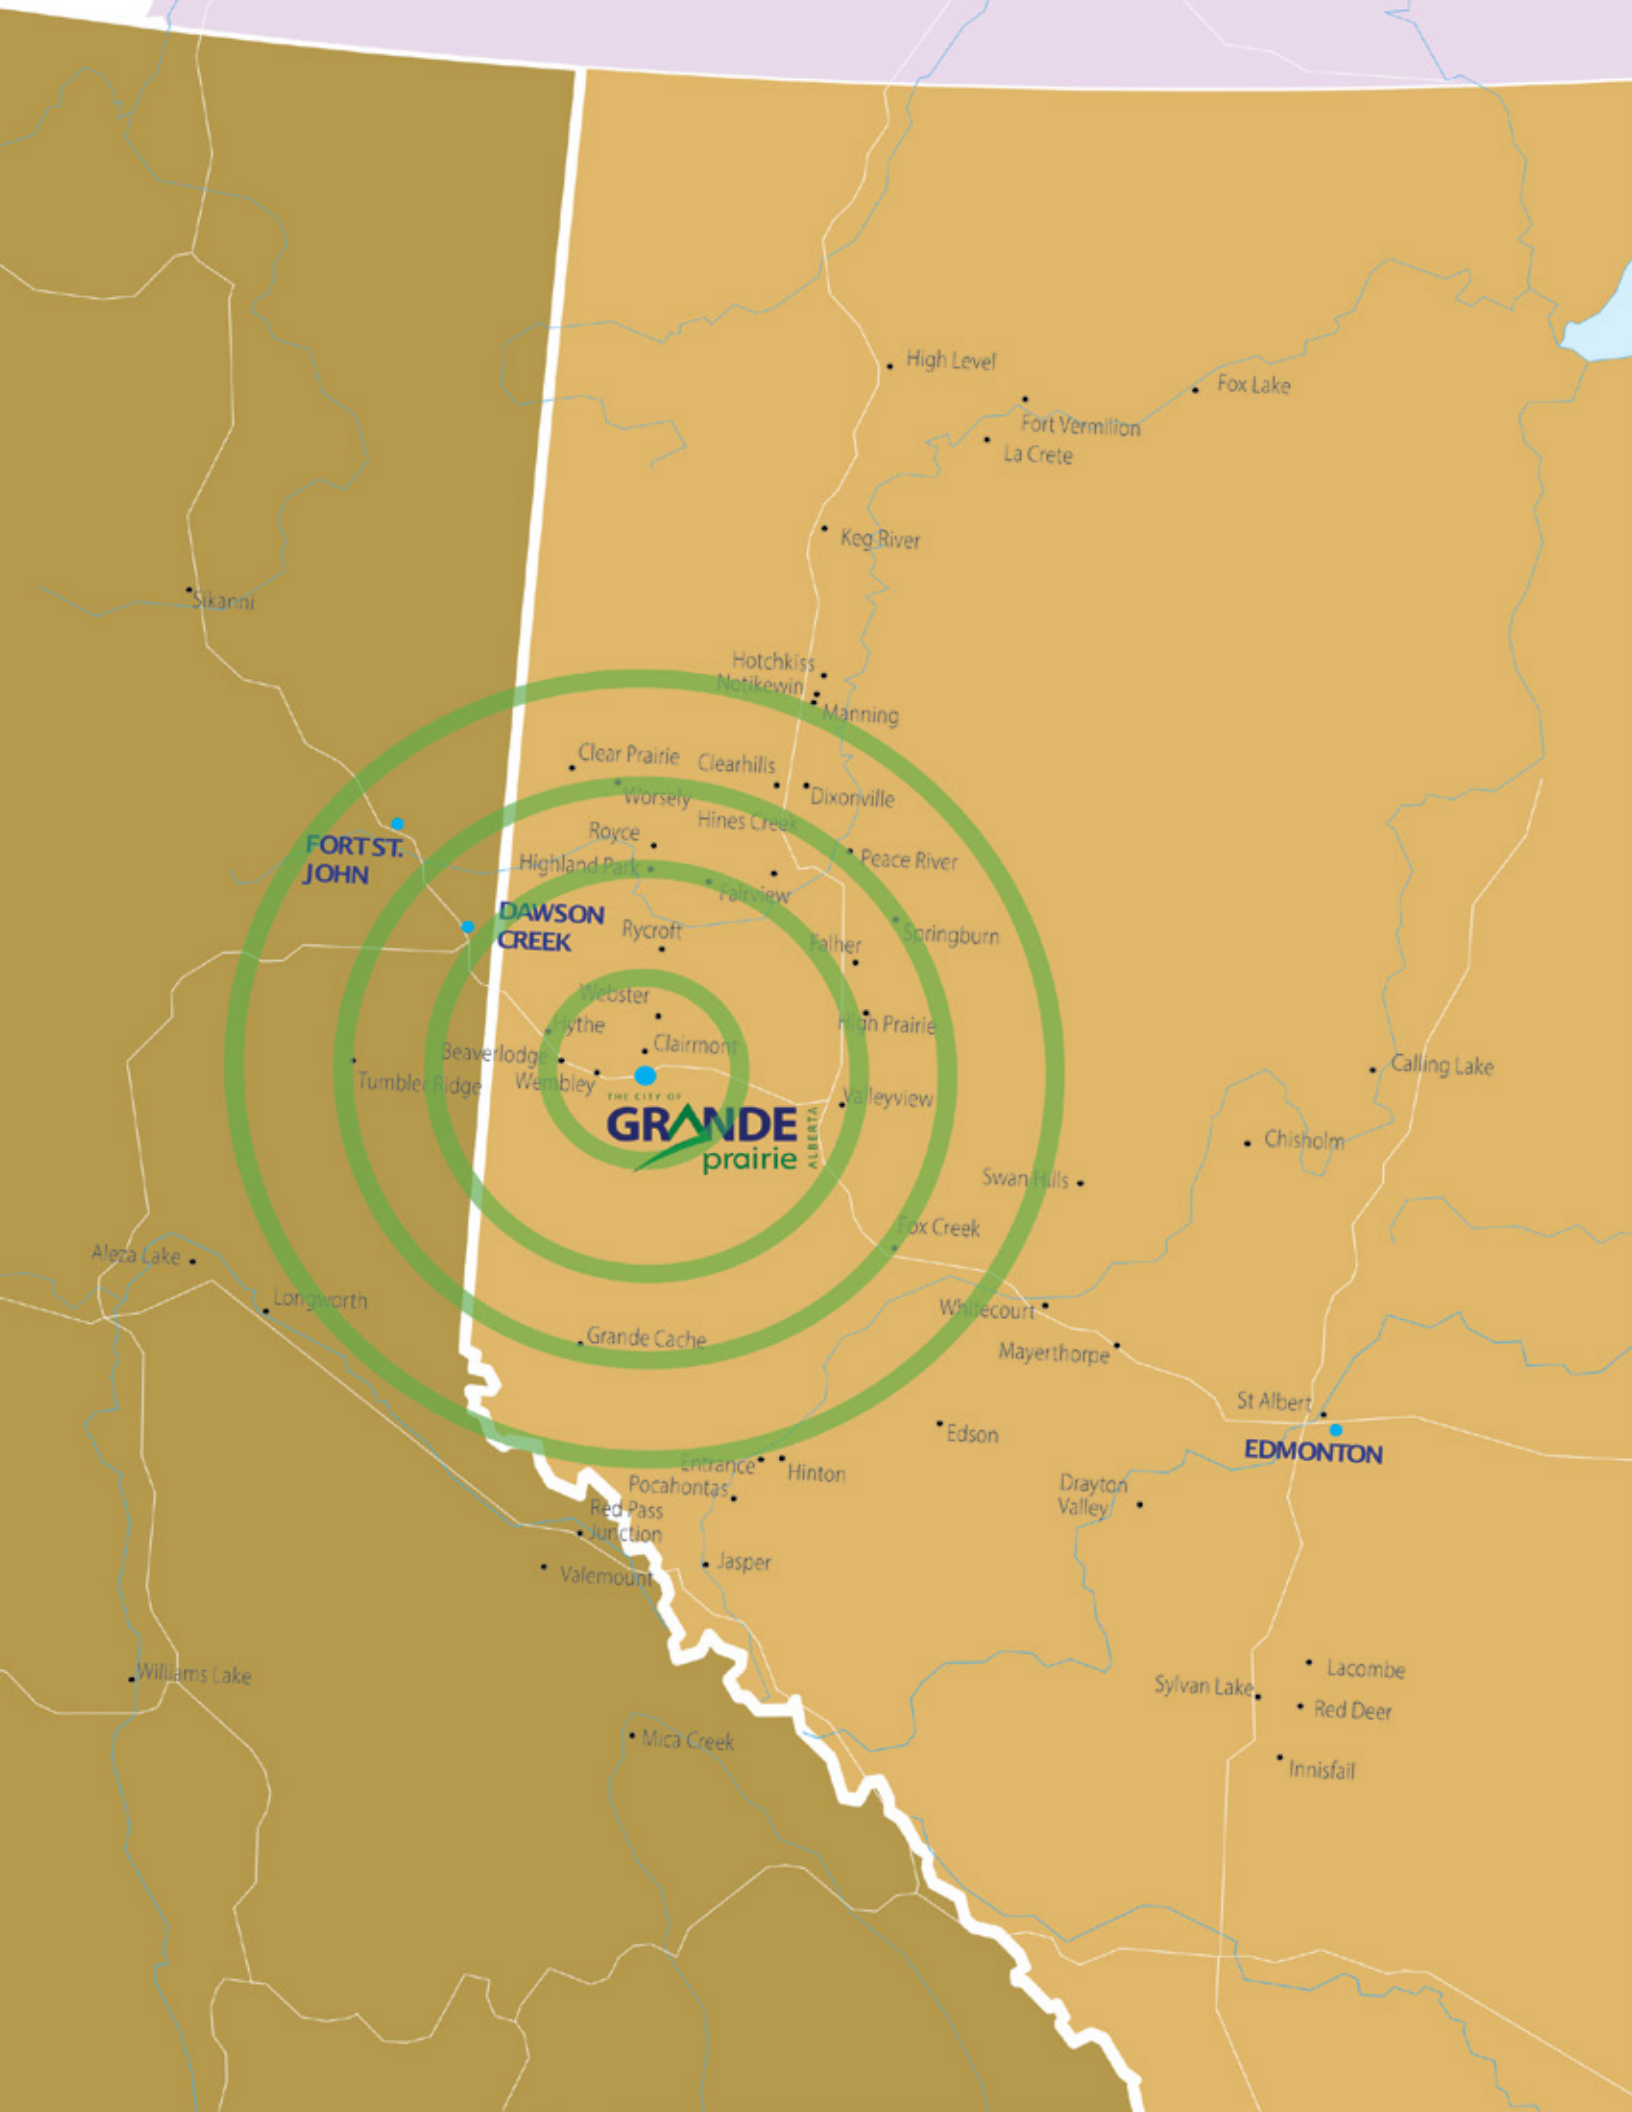 High Level
Fox Lake
Fort Vermilion
La Crete
Keg River
Sikanni
Hotchkiss
Notikewin
Manning
Clear Prairie
Clearhills
Worsely
Dixonville
Hines Creek
Royce
FORT ST.
JOHN
Highland Park
Peace River
Fairview
DAWSON
CREEK
Rycroft
Falher
Springburn
Webster
Hythe
High Prairie
Clairmont
Beaverlodge
Wembley
Tumbler Ridge
Calling Lake
THE CITY OF
GRANDE
prairie
ALBERTA
Valleyview
Chisholm
Swan Hills
Fox Creek
Aleza Lake
Longworth
Whitecourt
Grande Cache
Mayerthorpe
St Albert
Edson
EDMONTON
Entrance
Hinton
Pocahontas
Drayton
Valley
Red Pass
Junction
Jasper
Valemount
Williams Lake
Lacombe
Sylvan Lake
Red Deer
Mica Creek
Innisfail